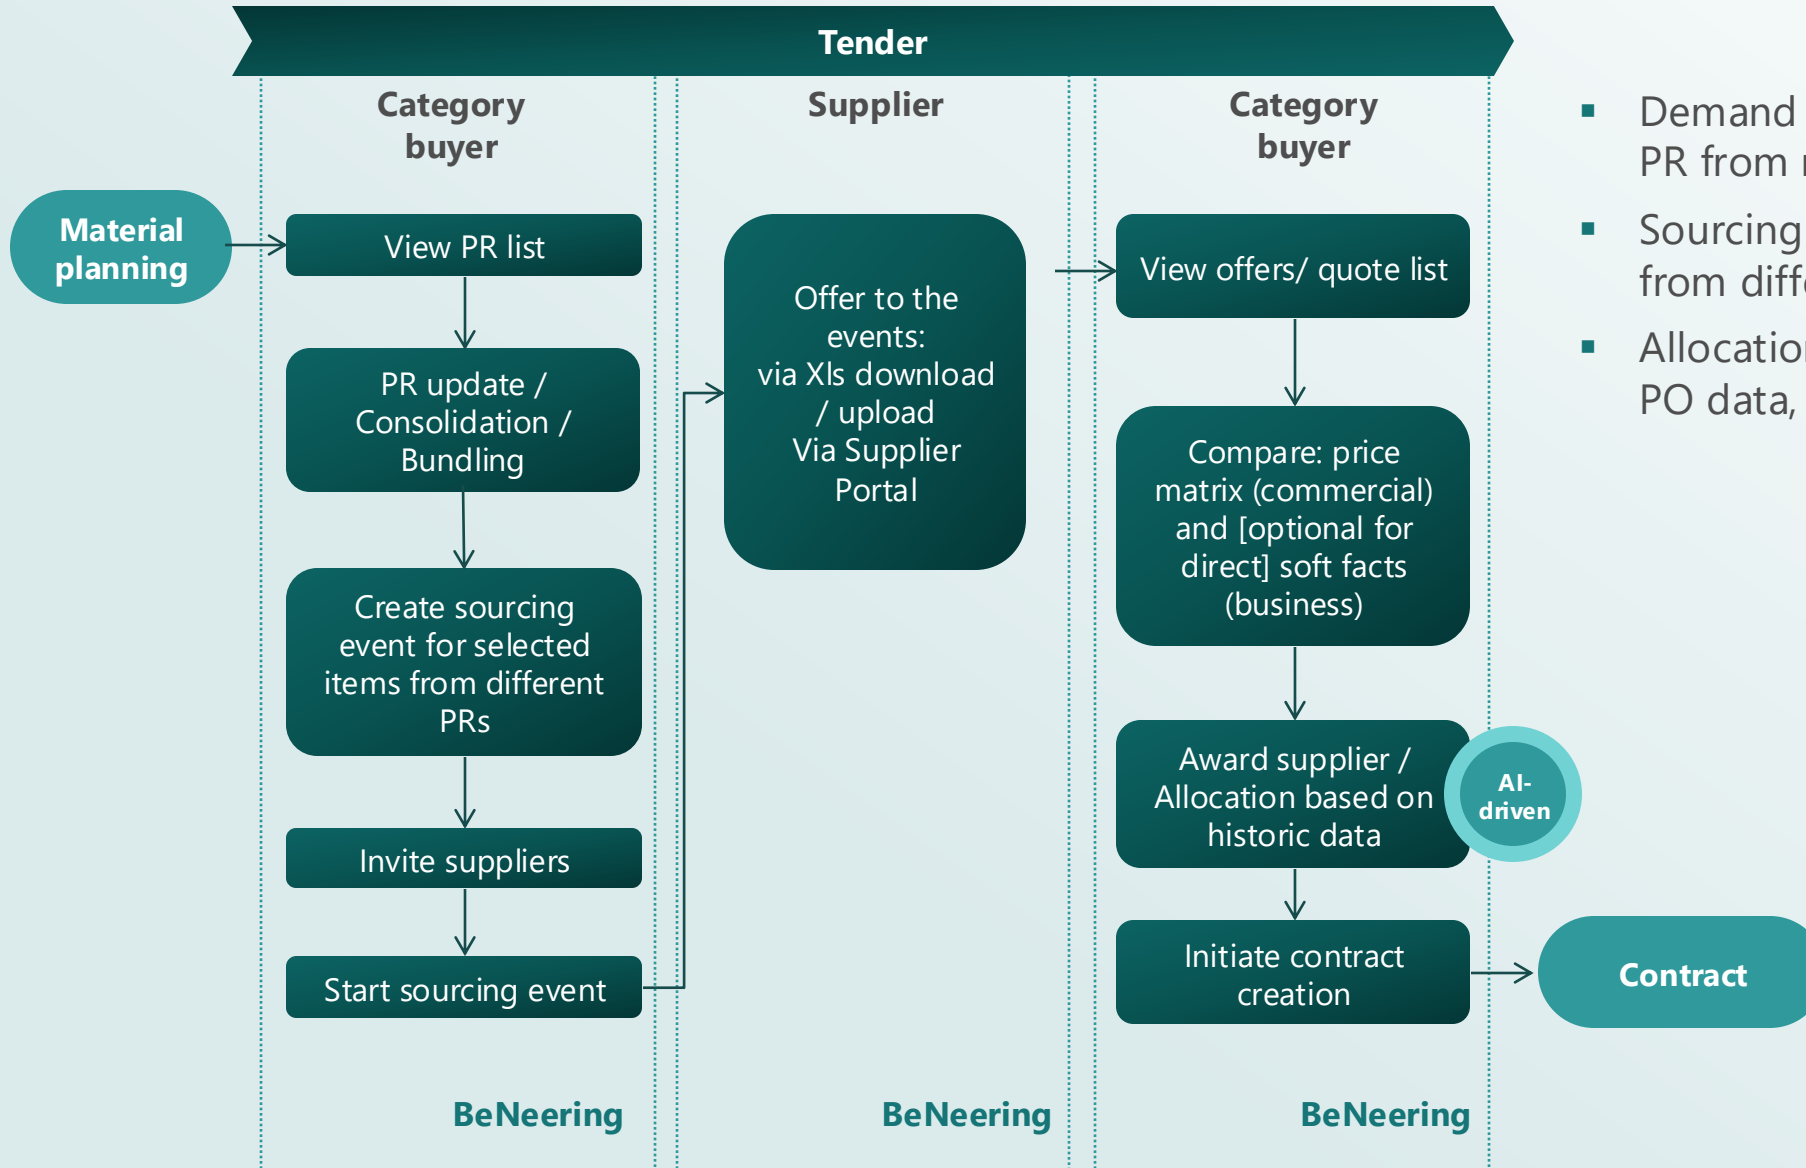 Tender
Category
buyer
Supplier
Category
buyer
Material
planning
View PR list
PR update /
Consolidation /
Bundling
Create sourcing
event for selected
items from different
PRs
Invite suppliers
Start sourcing event
BeNeering
Offer to the
events:
via Xls download
/ upload
Via Supplier
Portal
BeNeering
View offers/ quote list
Compare: price
matrix (commercial)
and [optional for
direct] soft facts
(business)
Award supplier /
Allocation based on
historic data
AI-
driven
Initiate contract
creation
Contract
BeNeering
Demand
PR from
Sourcing
from
PO data,